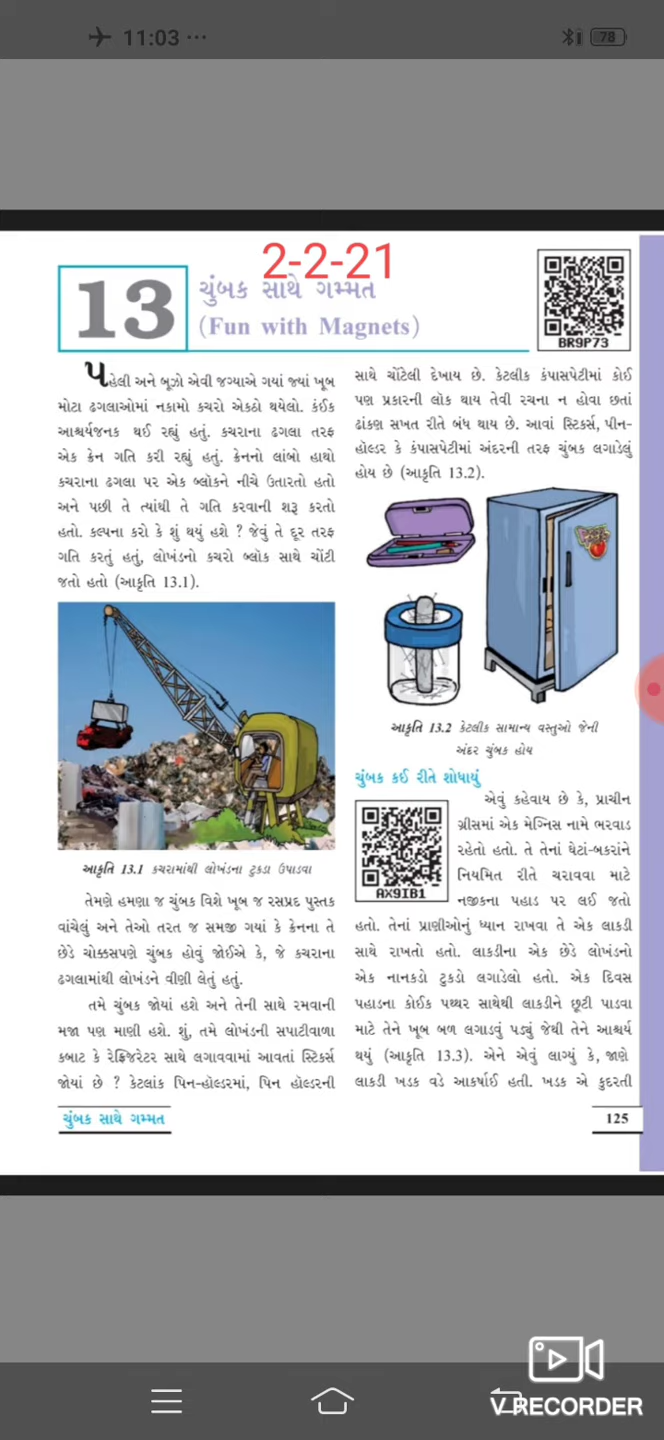 11:03 ...
78
2-2-21
13
ચુંબક સાથે ગમ્મત
(Fun with Magnets)
BR9P73
પહેલી અને બૂઝો એવી જગ્યાએ ગયાં જ્યાં ખૂબ
મોટા ઢગલાઓમાં નકામો કચરો એકઠો થયેલો. કંઈક
આશ્ચર્યજનક થઈ રહ્યું હતું. કચરાના ઢગલા તરફ
એક ક્રેન ગતિ કરી રહ્યું હતું. ક્રેનનો લાંબો હાથો
કચરાના ઢગલા પર એક બ્લોકને નીચે ઉતારતો હતો
અને પછી તે ત્યાંથી તે ગતિ કરવાની શરૂ કરતો
હતો. કલ્પના કરો કે શું થયું હશે ? જેવું તે દૂર તરફ
ગતિ કરતું હતું, લોખંડનો કચરો બ્લૉક સાથે ચોંટી
જતો હતો (આકૃતિ 13.1).
આકૃતિ 13.1 કચરામાંથી લોખંડના ટુકડા ઉપાડવા
તેમણે હમણા જ ચુંબક વિશે ખૂબ જ રસપ્રદ પુસ્તક
વાંચેલું અને તેઓ તરત જ સમજી ગયાં કે ક્રેનના તે
છેડે ચોક્કસપણે ચુંબક હોવું જોઈએ કે, જે કચરાના
ઢગલામાંથી લોખંડને વીણી લેતું હતું.
તમે ચુંબક જોયાં હશે અને તેની સાથે રમવાની
મજા પણ માણી હશે. શું, તમે લોખંડની સપાટીવાળા
કબાટ કે રેફ્રિજરેટર સાથે લગાવવામાં આવતાં સ્ટિકર્સ
જોયાં છે ? કેટલાંક પિન-હૉલ્ડરમાં, પિન હૉલ્ડરની
સાથે ચોંટેલી દેખાય છે. કેટલીક કંપાસપેટીમાં કોઈ
પણ પ્રકારની લૉક થાય તેવી રચના ન હોવા છતાં
ઢાંકણ સખત રીતે બંધ થાય છે. આવાં સ્ટિકર્સ, પીન-
હૉલ્ડર કે કંપાસપેટીમાં અંદરની તરફ ચુંબક લગાડેલું
હોય છે (આકૃતિ 13.2).
આકૃતિ 13.2 કેટલીક સામાન્ય વસ્તુઓ જેની
અંદર ચુંબક હોય
ચુંબક કઈ રીતે શોધાયું
AX9IB1
એવું કહેવાય છે કે, પ્રાચીન
ગ્રીસમાં એક મેગ્નિસ નામે ભરવાડ
રહેતો હતો. તે તેનાં ઘેટાં-બકરાંને
નિયમિત રીતે ચરાવવા માટે
નજીકના પહાડ પર લઈ જતો
હતો. તેનાં પ્રાણીઓનું ધ્યાન રાખવા તે એક લાકડી
સાથે રાખતો હતો. લાકડીના એક છેડે લોખંડનો
એક નાનકડો ટુકડો લગાડેલો હતો. એક દિવસ
પહાડના કોઈક પથ્થર સાથેથી લાકડીને છૂટી પાડવા
માટે તેને ખૂબ બળ લગાડવું પડ્યું જેથી તેને આશ્ચર્ય
થયું (આકૃતિ 13.3). એને એવું લાગ્યું કે, જાણે
લાકડી ખડક વડે આકર્ષાઈ હતી. ખડક એ કુદરતી
ચુંબક સાથે ગમ્મત
125
V RECORDER